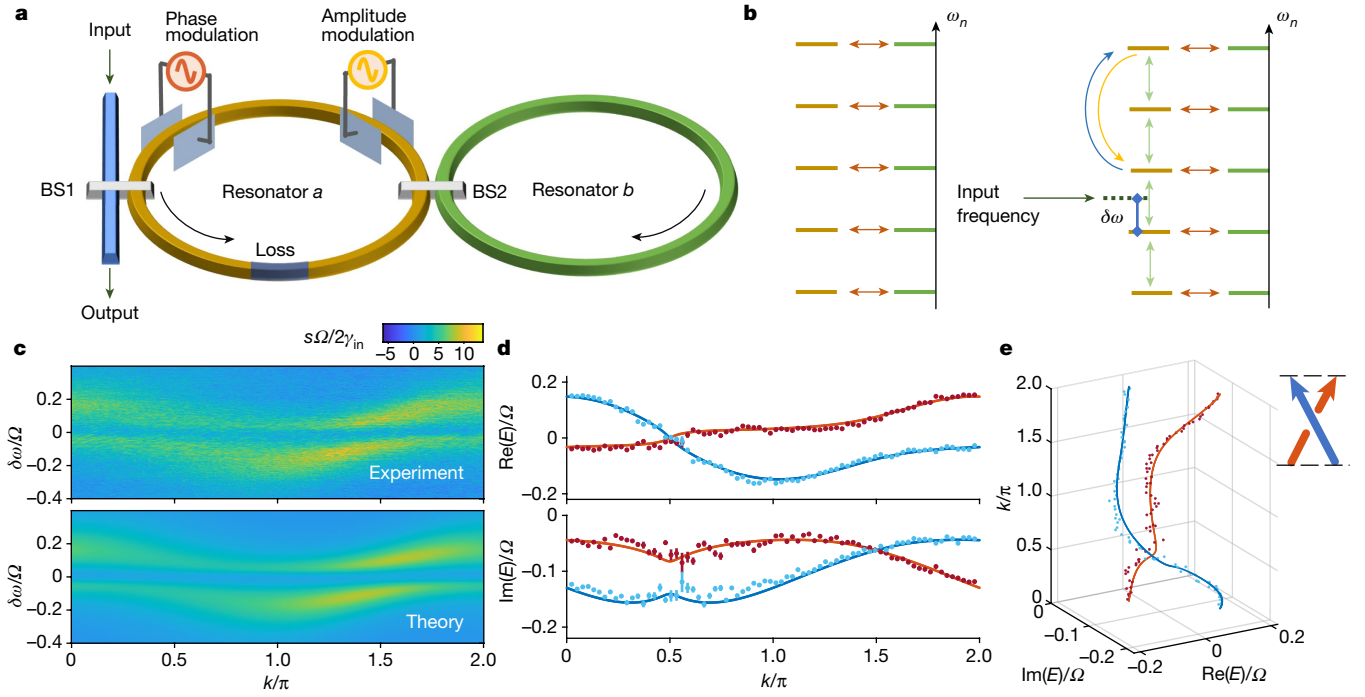 a
Input
Phase
modulation
Amplitude
modulation
BS1
Resonator a
BS2
Resonator b
Loss
Output
b
ωₙ
ωₙ
Input
frequency
δω
c
sΩ/2γᵢₙ
−5 0 5 10
δω/Ω
0.2
0
−0.2
−0.4
Experiment
δω/Ω
0.2
0
−0.2
−0.4
Theory
0 0.5 1.0 1.5 2.0
k/π
d
Re(E)/Ω
0.2
0
−0.2
Im(E)/Ω
0
−0.1
−0.2
0 0.5 1.0 1.5 2.0
k/π
e
k/π
2.0
1.5
1.0
0.5
0
0
−0.1
−0.2
Im(E)/Ω
−0.2
0
0.2
Re(E)/Ω